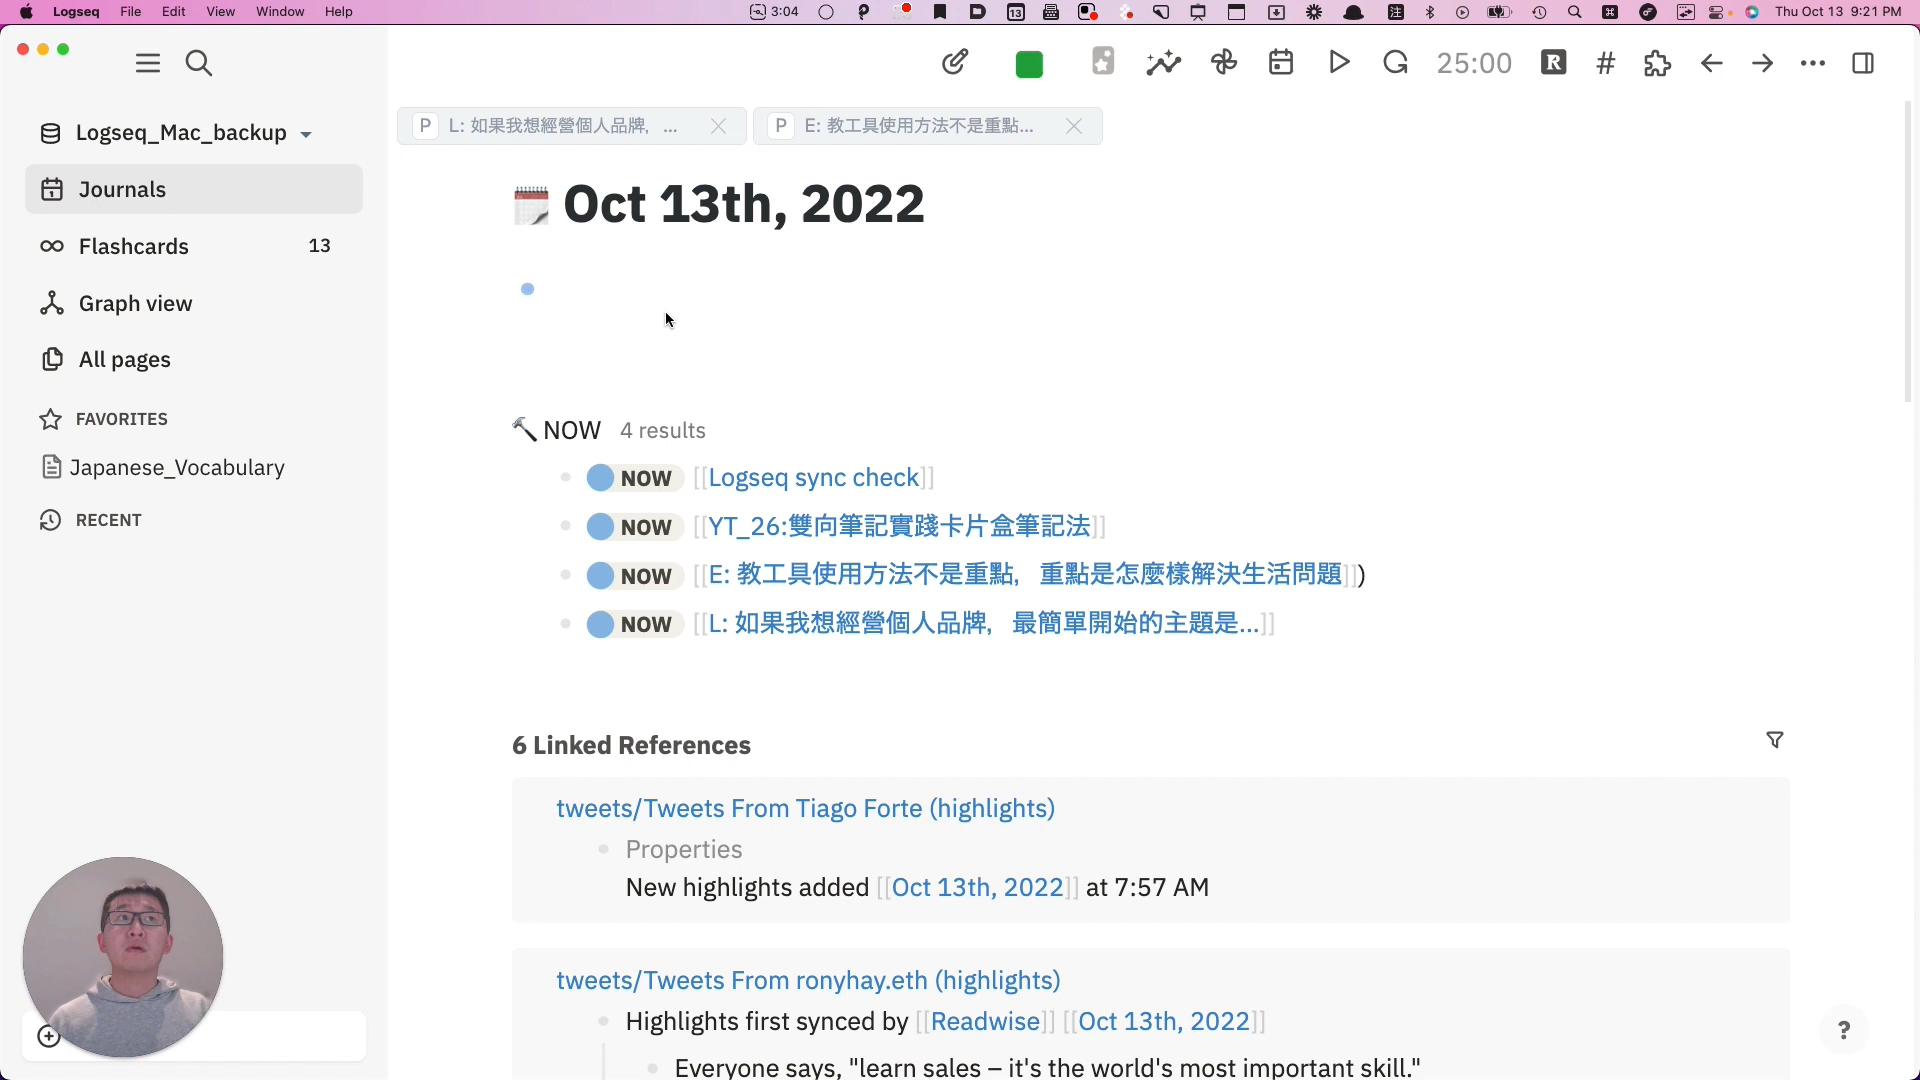 Logseq File Edit View Window Help 3:04 13 注 Thu Oct 13 9:21 PM
25:00 R #
Logseq_Mac_backup
Journals
Flashcards 13
Graph view
All pages
FAVORITES
Japanese_Vocabulary
RECENT
P L: 如果我想經營個人品牌，... P E: 教工具使用方法不是重點...
Oct 13th, 2022
NOW 4 results
NOW [[Logseq sync check]]
NOW [[YT_26:雙向筆記實踐卡片盒筆記法]]
NOW [[E: 教工具使用方法不是重點，重點是怎麼樣解決生活問題]])
NOW [[L: 如果我想經營個人品牌，最簡單開始的主題是...]]
6 Linked References
tweets/Tweets From Tiago Forte (highlights)
Properties
New highlights added [[Oct 13th, 2022]] at 7:57 AM
tweets/Tweets From ronyhay.eth (highlights)
Highlights first synced by [[Readwise]] [[Oct 13th, 2022]]
Everyone says, "learn sales – it's the world's most important skill."
?